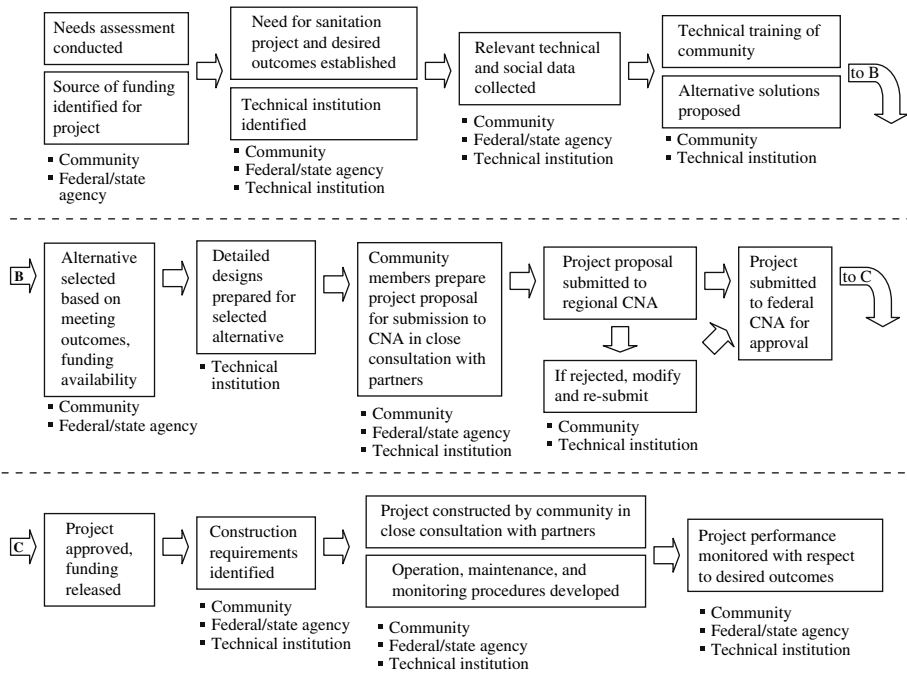 Needs assessment
conducted
Source of funding
identified for
project
▪ Community
▪ Federal/state
agency
Need for sanitation
project and desired
outcomes established
Technical institution
identified
▪ Community
▪ Federal/state agency
▪ Technical institution
Relevant technical
and social data
collected
▪ Community
▪ Federal/state agency
▪ Technical institution
Technical training of
community
Alternative solutions
proposed
▪ Community
▪ Technical institution
to B
B
Alternative
selected
based on
meeting
outcomes,
funding
availability
▪ Community
▪ Federal/state agency
Detailed
designs
prepared for
selected
alternative
▪ Technical
institution
Community
members prepare
project proposal
for submission to
CNA in close
consultation with
partners
▪ Community
▪ Federal/state agency
▪ Technical institution
Project proposal
submitted to
regional CNA
If rejected, modify
and re-submit
▪ Community
▪ Technical institution
Project
submitted
to federal
CNA for
approval
to C
C
Project
approved,
funding
released
Construction
requirements
identified
▪ Community
▪ Federal/state agency
▪ Technical institution
Project constructed by community in
close consultation with partners
Operation, maintenance, and
monitoring procedures developed
▪ Community
▪ Federal/state agency
▪ Technical institution
Project performance
monitored with respect
to desired outcomes
▪ Community
▪ Federal/state agency
▪ Technical institution